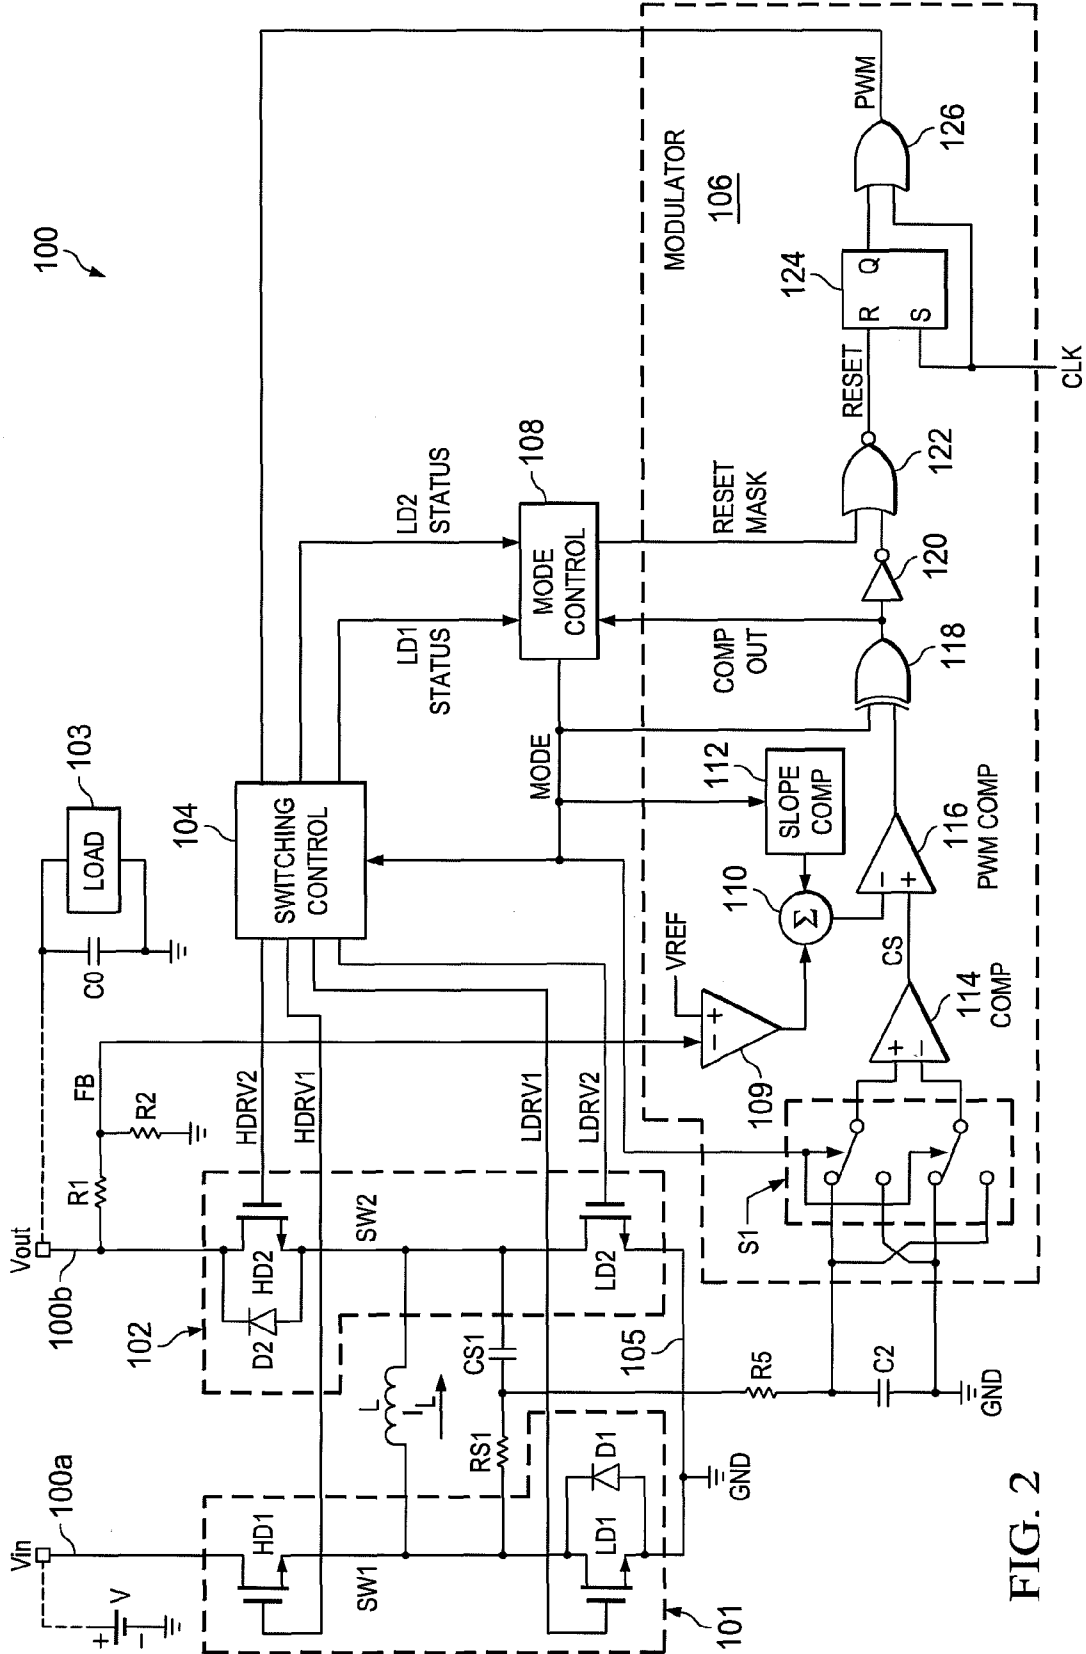 100
Vin
100a
+
V
−
Vout
100b
R1
FB
R2
C0
LOAD
103
104
SWITCHING
CONTROL
HDRV2
HDRV1
LDRV1
LDRV2
102
D2
HD2
SW2
LD2
HD1
SW1
L
IL
RS1
CS1
LD1
D1
101
105
GND
LD1
STATUS
LD2
STATUS
108
MODE
CONTROL
MODE
COMP
OUT
RESET
MASK
MODULATOR
106
VREF
−
+
109
110
Σ
112
SLOPE
COMP
−
+
116
PWM COMP
CS
+
−
114
COMP
118
120
122
RESET
124
R
Q
S
126
PWM
CLK
S1
R5
C2
GND
FIG. 2